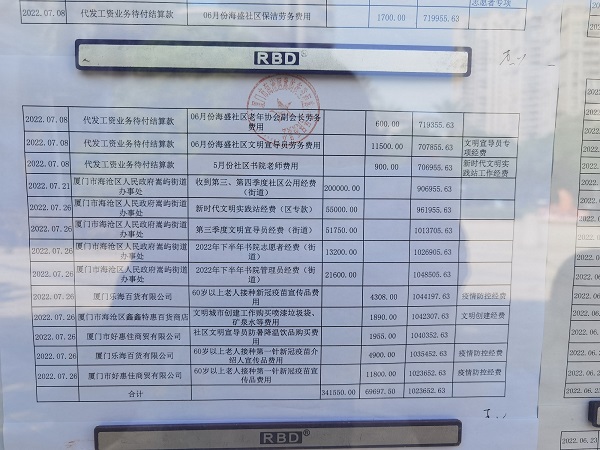 志愿者专项
2022.07.08 代发工资业务待付结算款 06月份海盛社区保洁劳务费用 1700.00 719955.63
RBD
2022.07.08 代发工资业务待付结算款 06月份海盛社区老年协会副会长劳务费用 600.00 719355.63
2022.07.08 代发工资业务待付结算款 06月份海盛社区文明宣导员劳务费用 11500.00 707855.63 文明宣导员专项经费
2022.07.08 代发工资业务待付结算款 5月份社区书院老师费用 900.00 706955.63 新时代文明实践站工作经费
2022.07.21 厦门市海沧区人民政府嵩屿街道办事处 收到第三、第四季度社区公用经费（街道） 200000.00 906955.63
2022.07.26 厦门市海沧区人民政府嵩屿街道办事处 新时代文明实践站经费（区专款） 55000.00 961955.63
2022.07.26 厦门市海沧区人民政府嵩屿街道办事处 第三季度文明宣导员经费（街道） 51750.00 1013705.63
2022.07.26 厦门市海沧区人民政府嵩屿街道办事处 2022年下半年书院志愿者经费（街道） 13200.00 1026905.63
2022.07.26 厦门市海沧区人民政府嵩屿街道办事处 2022年下半年书院管理员经费（街道） 21600.00 1048505.63
2022.07.26 厦门乐海百货有限公司 60岁以上老人接种新冠疫苗宣传品费用 4308.00 1044197.63 疫情防控经费
2022.07.26 厦门市海沧区鑫鑫特惠百货商店 文明城市创建工作购买喷漆垃圾袋、矿泉水等费用 1890.00 1042307.63 文明创建经费
2022.07.26 厦门市好惠佳商贸有限公司 社区文明宣导员防暑降温饮品购买费用 1955.00 1040352.63
2022.07.26 厦门乐海百货有限公司 60岁以上老人接种第一针新冠疫苗介绍人宣传品费用 4900.00 1035452.63 疫情防控经费
2022.07.26 厦门市好惠佳商贸有限公司 60岁以上老人接种第一针新冠疫苗宣传品费用 11800.00 1023652.63 疫情防控经费
合计 341550.00 69697.50 1023652.63
RBD®
2022.06.23